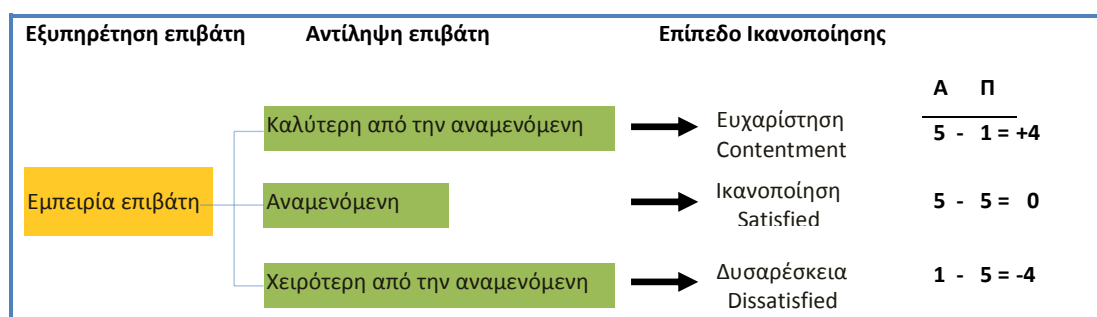 Εξυπηρέτηση επιβάτη Αντίληψη επιβάτη Επίπεδο Ικανοποίησης
Α Π
Καλύτερη από την αναμενόμενη Ευχαρίστηση 5 - 1 = +4
Contentment
Εμπειρία επιβάτη Αναμενόμενη Ικανοποίηση 5 - 5 = 0
Satisfied
Χειρότερη από την αναμενόμενη Δυσαρέσκεια 1 - 5 = -4
Dissatisfied